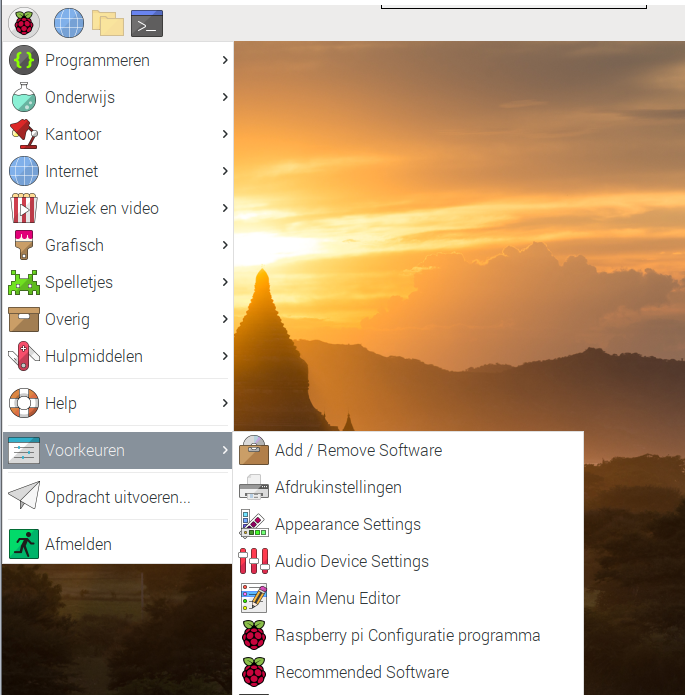 Programmeren
Onderwijs
Kantoor
Internet
Muziek en video
Grafisch
Spelletjes
Overig
Hulpmiddelen
Help
Voorkeuren
Opdracht uitvoeren...
Afmelden
Add / Remove Software
Afdrukinstellingen
Appearance Settings
Audio Device Settings
Main Menu Editor
Raspberry pi Configuratie programma
Recommended Software